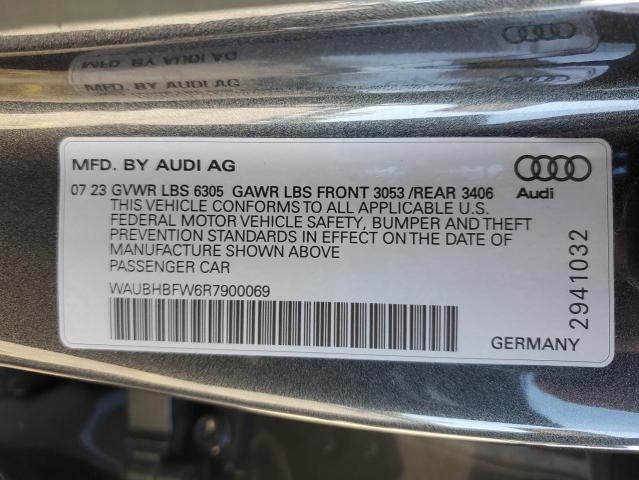 MFD. BY AUDI AG
07 23 GVWR LBS 6305 GAWR LBS FRONT 3053 /REAR 3406
THIS VEHICLE CONFORMS TO ALL APPLICABLE U.S.
FEDERAL MOTOR VEHICLE SAFETY, BUMPER AND THEFT
PREVENTION STANDARDS IN EFFECT ON THE DATE OF
MANUFACTURE SHOWN ABOVE
PASSENGER CAR
WAUBHBFW6R7900069
Audi
2941032
GERMANY